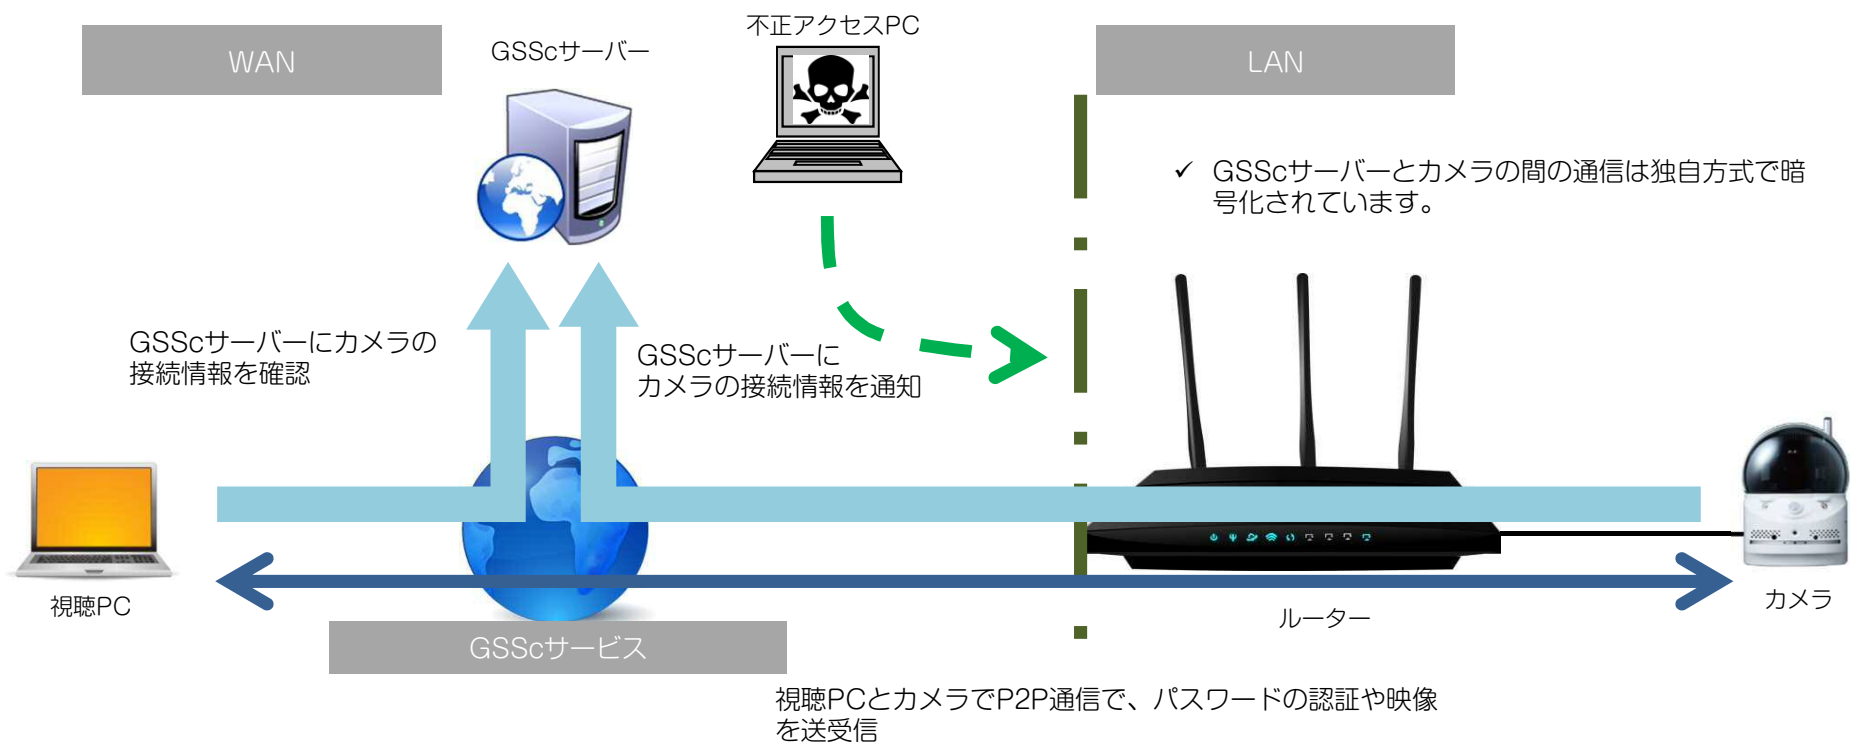 WAN
GSScサーバー
不正アクセスPC
LAN
✓ GSScサーバーとカメラの間の通信は独自方式で暗
号化されています。
GSScサーバーにカメラの
接続情報を確認
GSScサーバーに
カメラの接続情報を通知
視聴PC
カメラ
ルーター
GSScサービス
視聴PCとカメラでP2P通信で、パスワードの認証や映像
を送受信